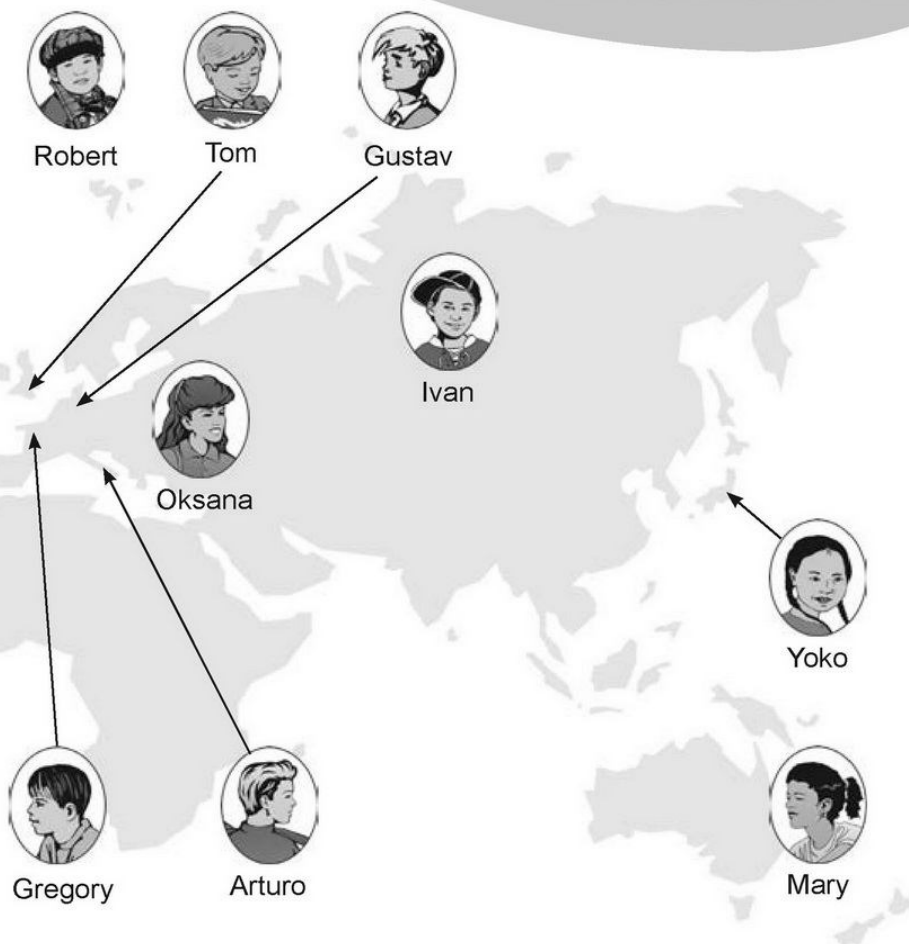 Robert
Tom
Gustav
Ivan
Oksana
Yoko
Gregory
Arturo
Mary